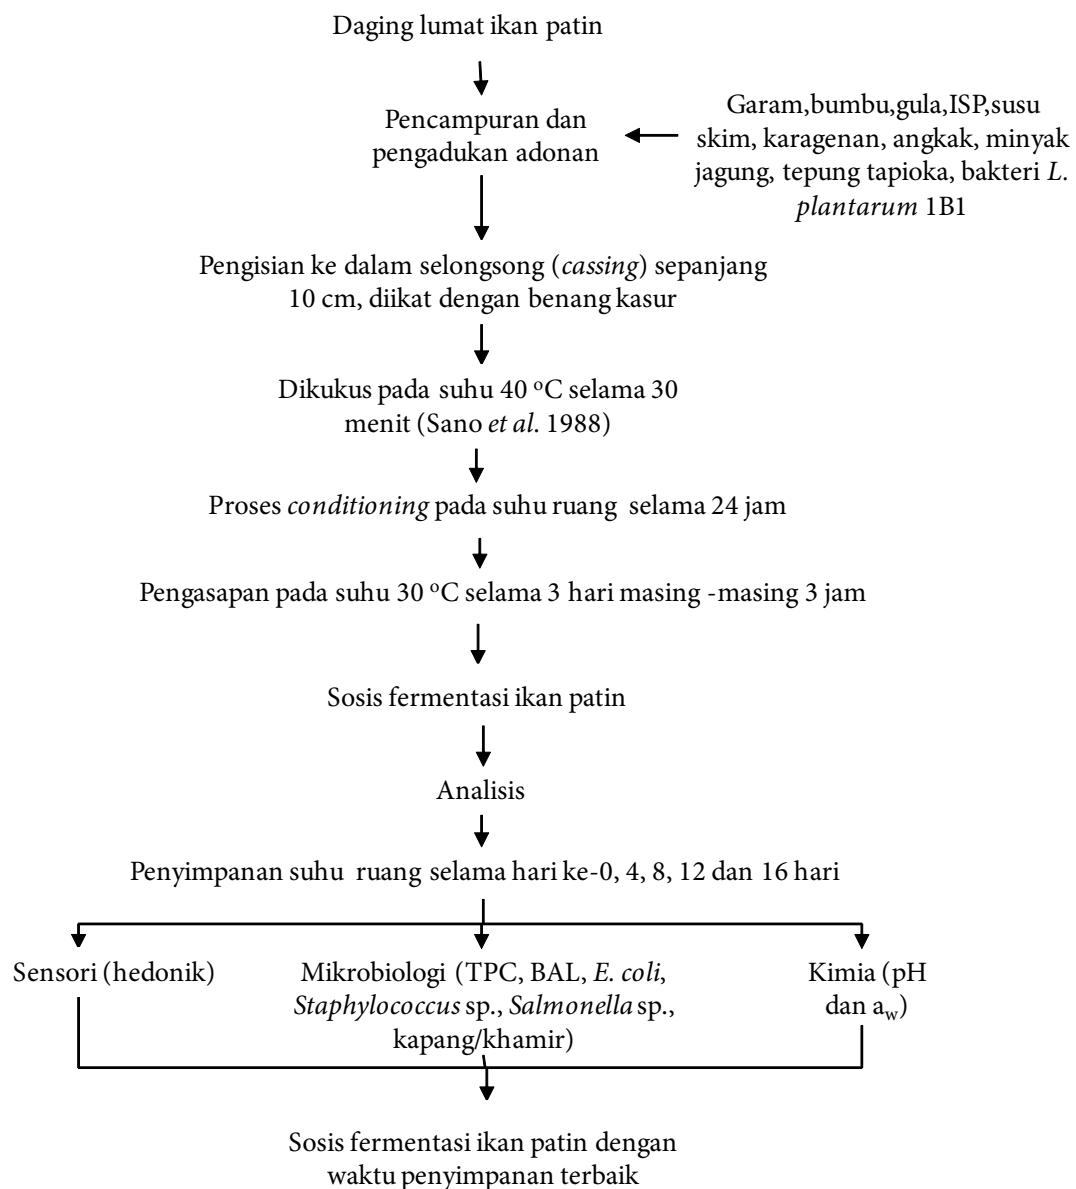 Daging lumat ikan patin
Pencampuran dan
pengadukan adonan
Garam,bumbu,gula,ISP,susu
skim, karagenan, angkak, minyak
jagung, tepung tapioka, bakteri L.
plantarum 1B1
Pengisian ke dalam selongsong (cassing) sepanjang
10 cm, diikat dengan benang kasur
Dikukus pada suhu 40 ºC selama 30
menit (Sano et al. 1988)
Proses conditioning pada suhu ruang selama 24 jam
Pengasapan pada suhu 30 ºC selama 3 hari masing -masing 3 jam
Sosis fermentasi ikan patin
Analisis
Penyimpanan suhu ruang selama hari ke-0, 4, 8, 12 dan 16 hari
Sensori (hedonik)
Mikrobiologi (TPC, BAL, E. coli,
Staphylococcus sp., Salmonella sp.,
kapang/khamir)
Kimia (pH
dan aw)
Sosis fermentasi ikan patin dengan
waktu penyimpanan terbaik